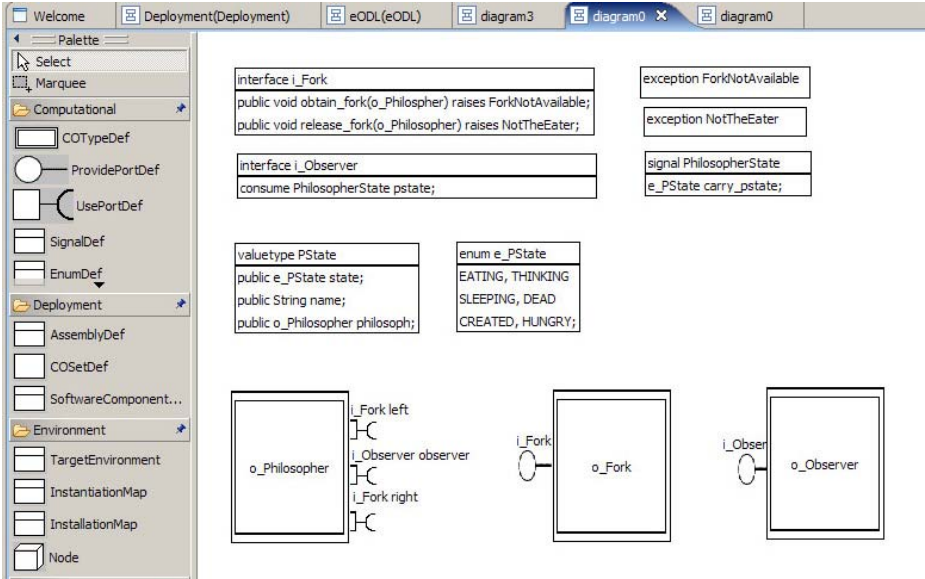 Welcome
Deployment(Deployment)
eODL(eODL)
diagram3
diagram0
diagram0
Palette
Select
Marquee
Computational
COTypeDef
ProvidePortDef
UsePortDef
SignalDef
EnumDef
Deployment
AssemblyDef
COSetDef
SoftwareComponent...
Environment
TargetEnvironment
InstantiationMap
InstallationMap
Node
interface i_Fork
public void obtain_fork(o_Philospher) raises ForkNotAvailable;
public void release_fork(o_Philosopher) raises NotTheEater;
exception ForkNotAvailable
exception NotTheEater
interface i_Observer
consume PhilosopherState pstate;
signal PhilosopherState
e_PState carry_pstate;
valuetype PState
public e_PState state;
public String name;
public o_Philosopher philosoph;
enum e_PState
EATING, THINKING
SLEEPING, DEAD
CREATED, HUNGRY;
o_Philosopher
i_Fork left
i_Observer observer
i_Fork right
i_Fork
o_Fork
i_Obser
o_Observer